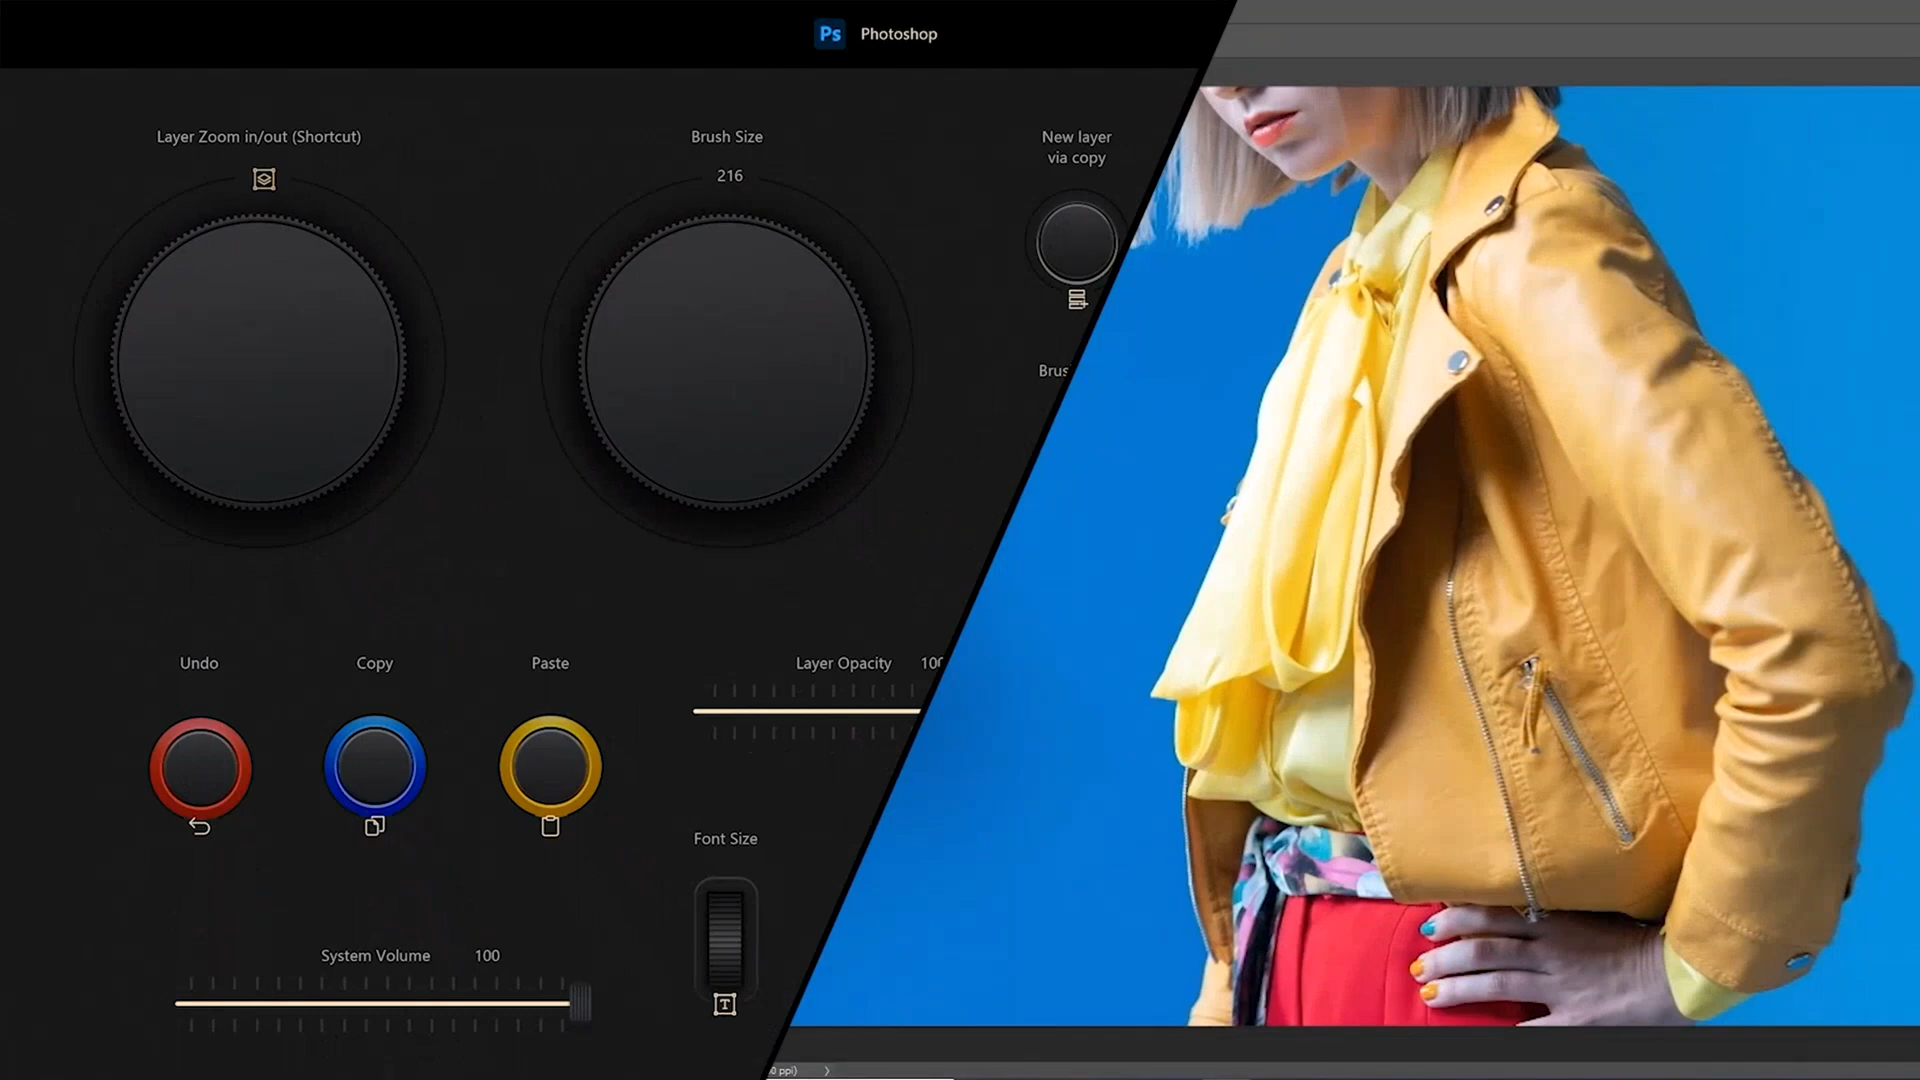 Ps Photoshop
Layer Zoom in/out (Shortcut)
Brush Size
216
New layer
via copy
Undo
Copy
Paste
Layer Opacity
Font Size
System Volume 100
T
ppi)